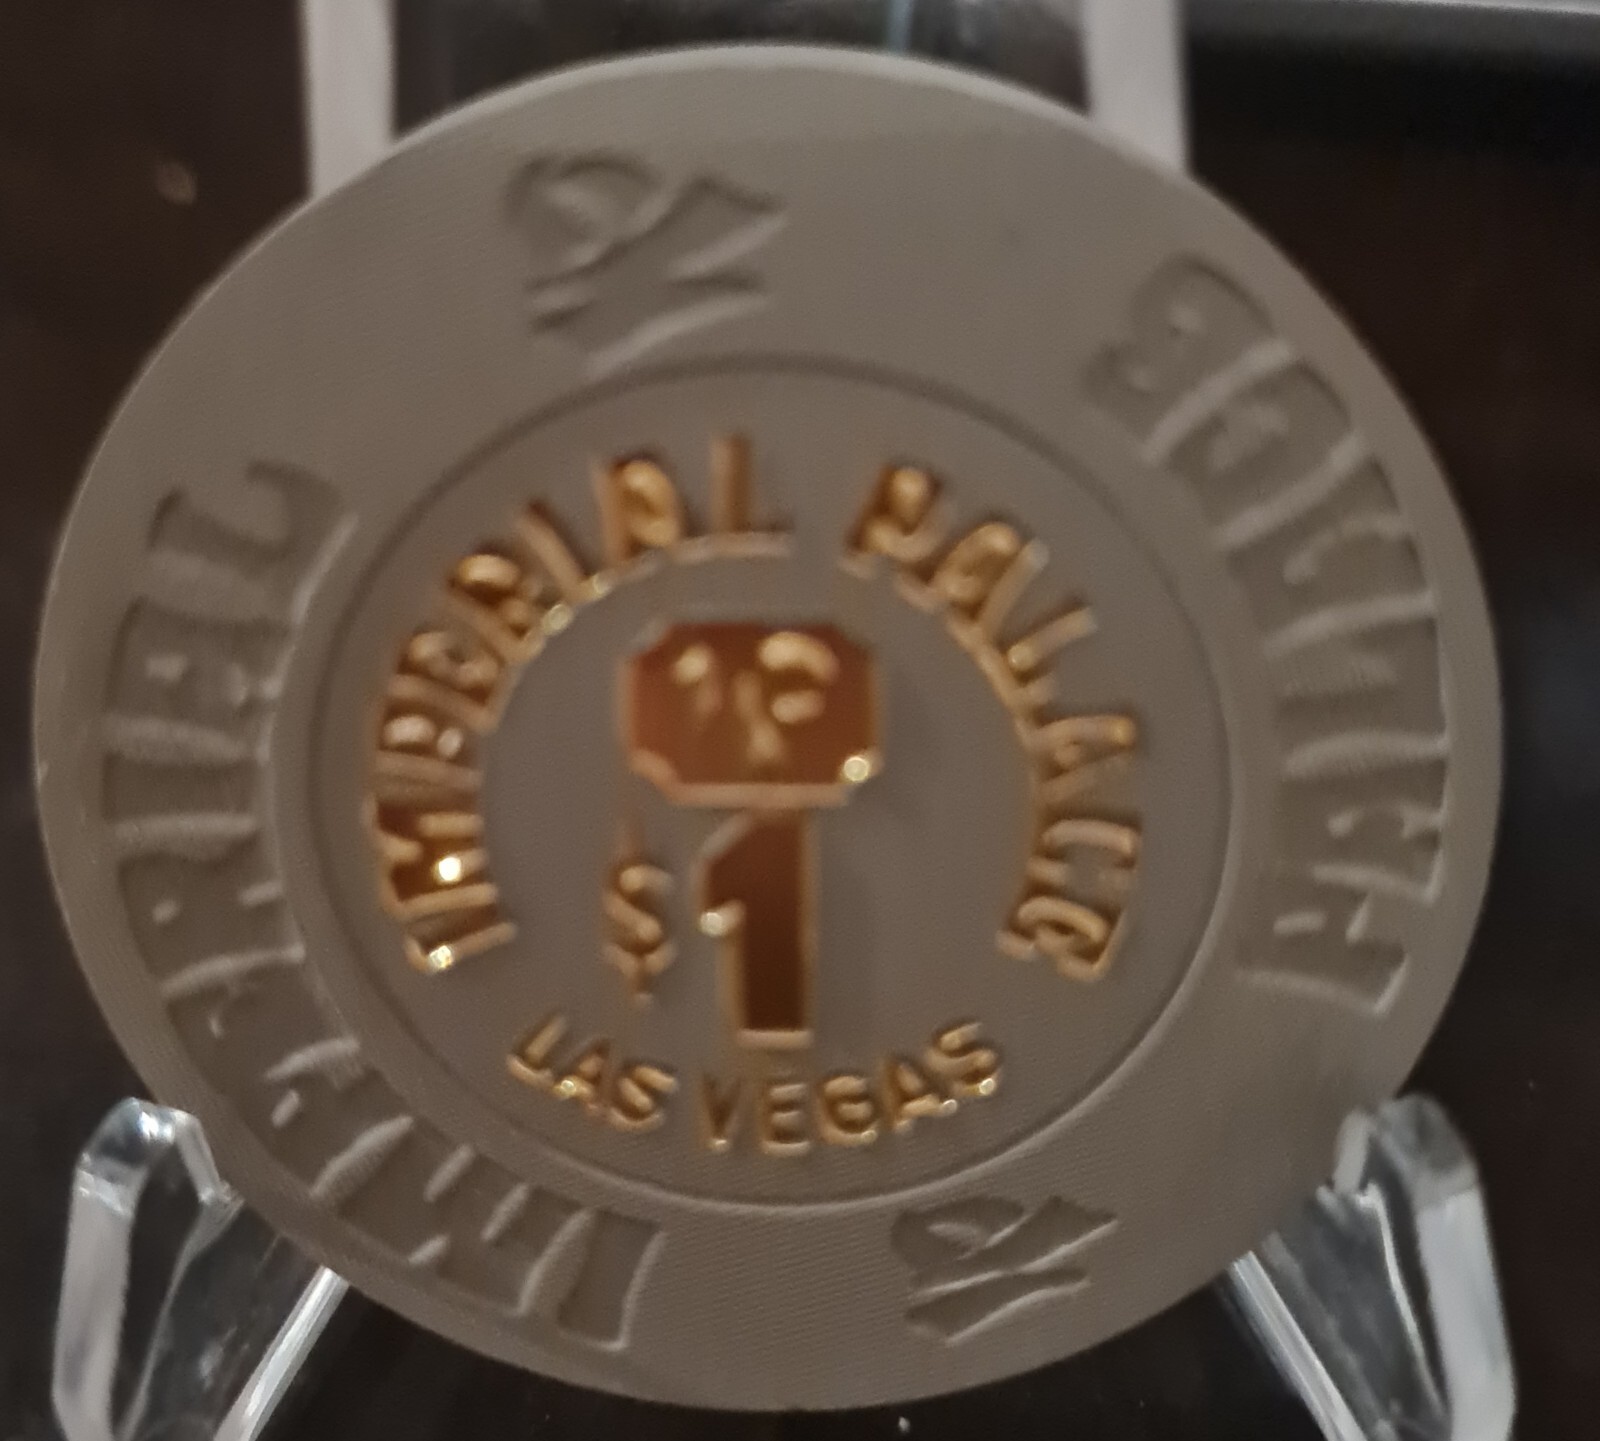 IMPERIAL PALACE
$1
LAS VEGAS
IMPERIAL
PALACE